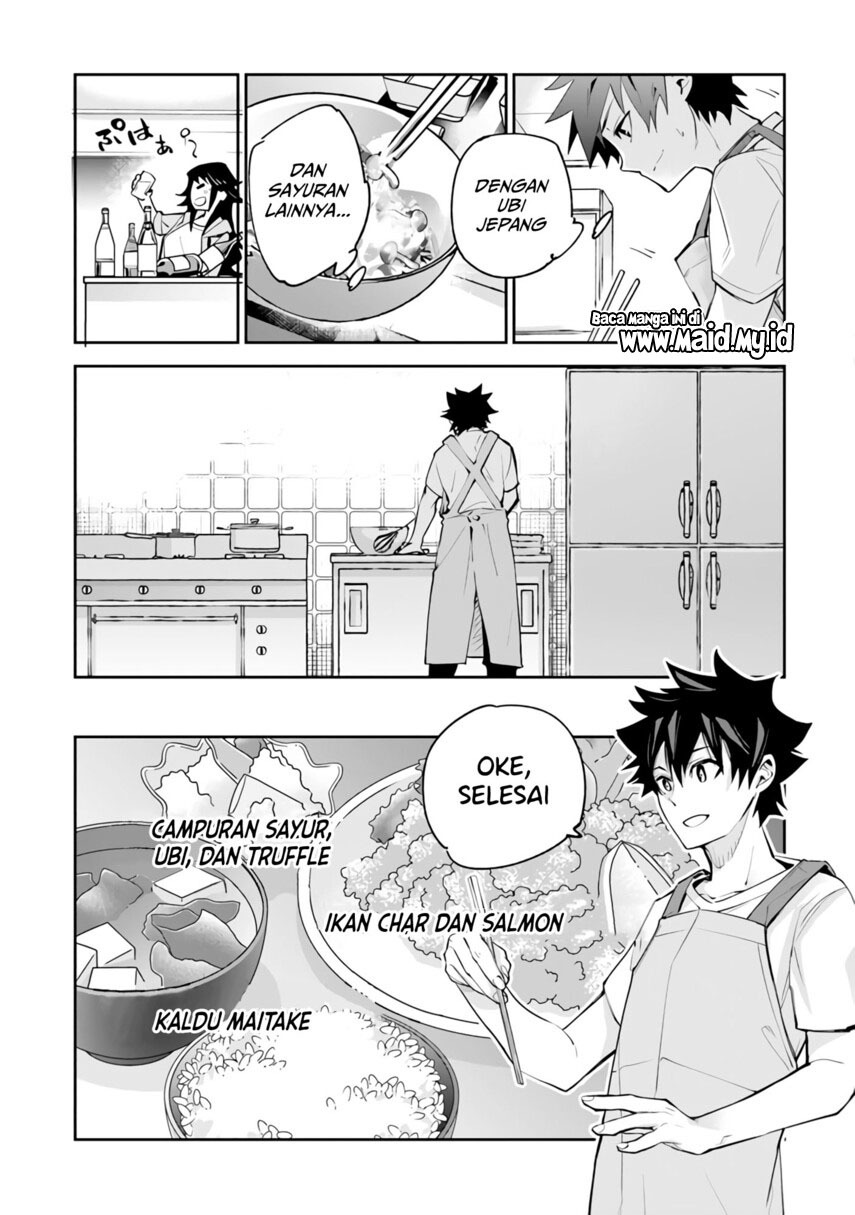 DENGAN
UBI
JEPANG
DAN
SAYURAN
LAINNYA...
ぷはぁ〜
Baca Manga ini di
www.Maid.My.id
OKE,
SELESAI
CAMPURAN SAYUR,
UBI, DAN TRUFFLE
IKAN CHAR DAN SALMON
KALDU MAITAKE